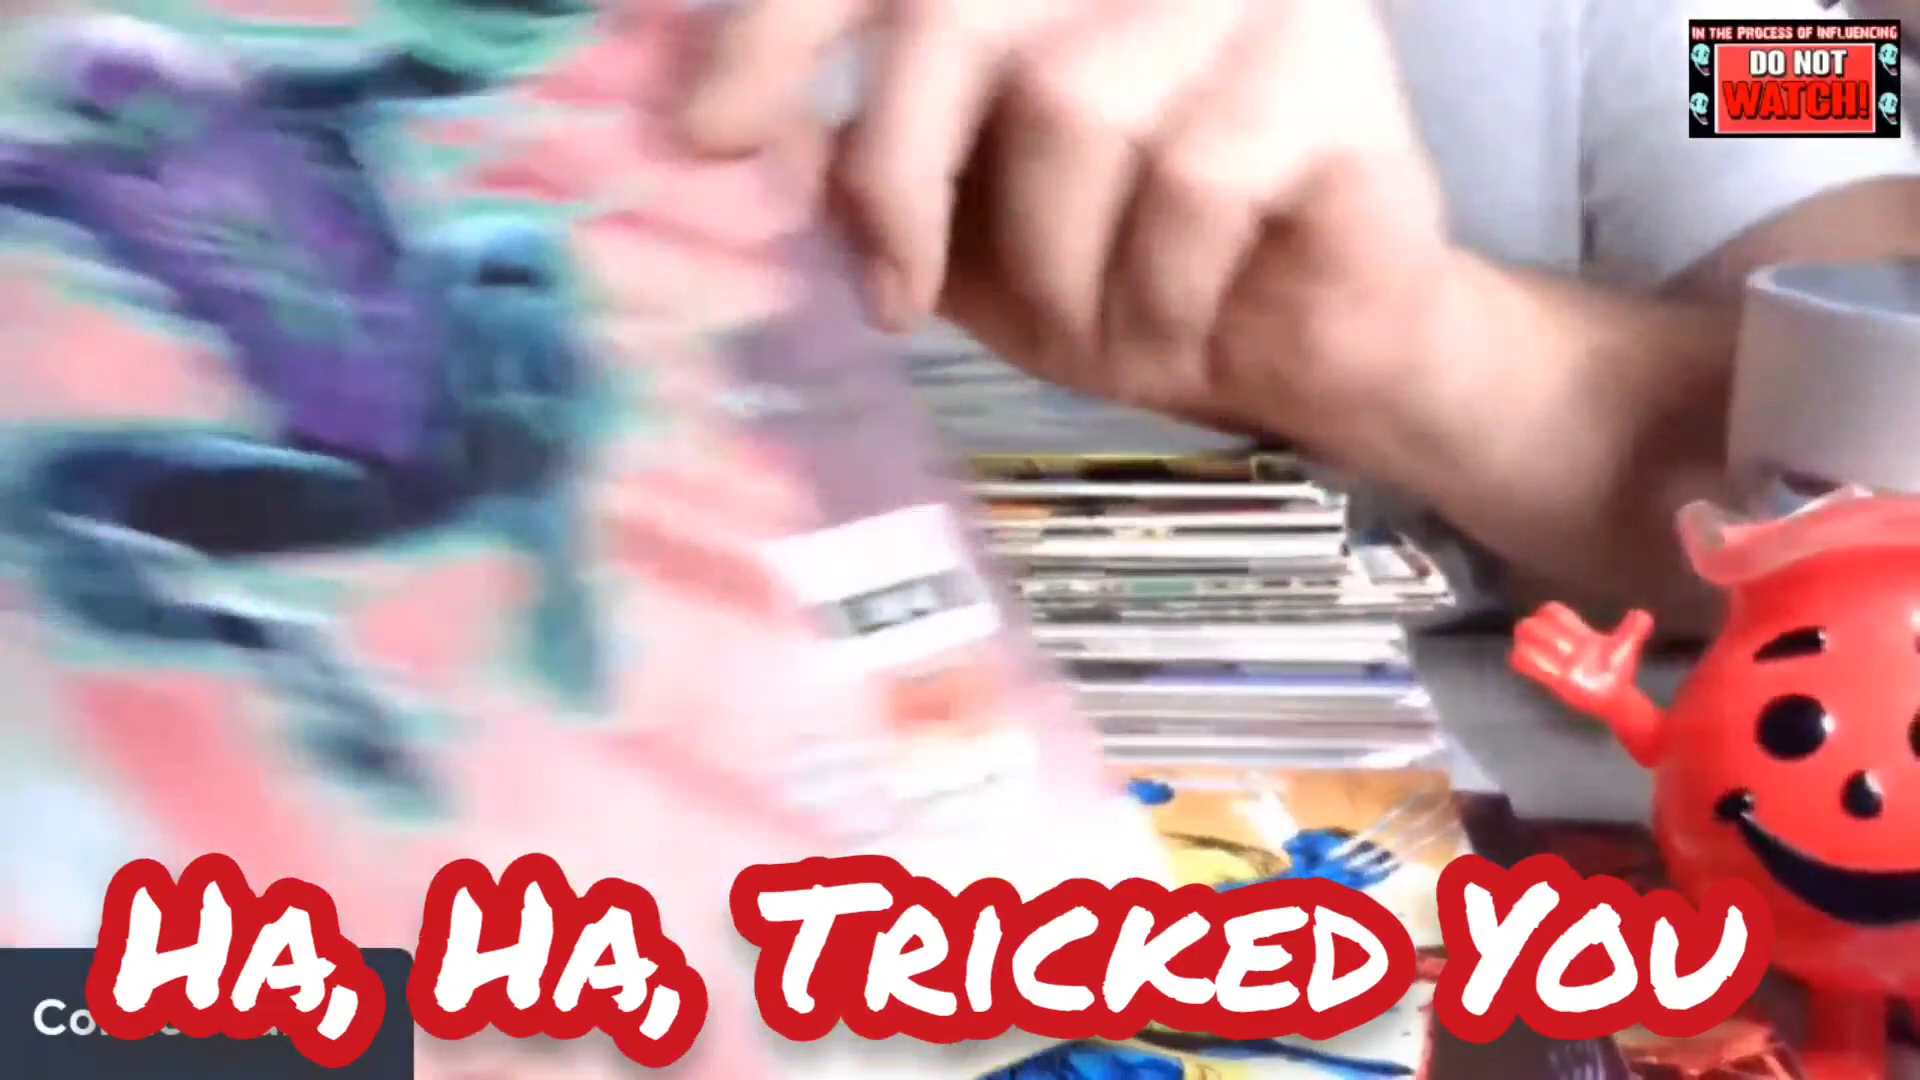 IN THE PROCESS OF INFLUENCING
DO NOT
WATCH!
Ha, Ha, Tricked You